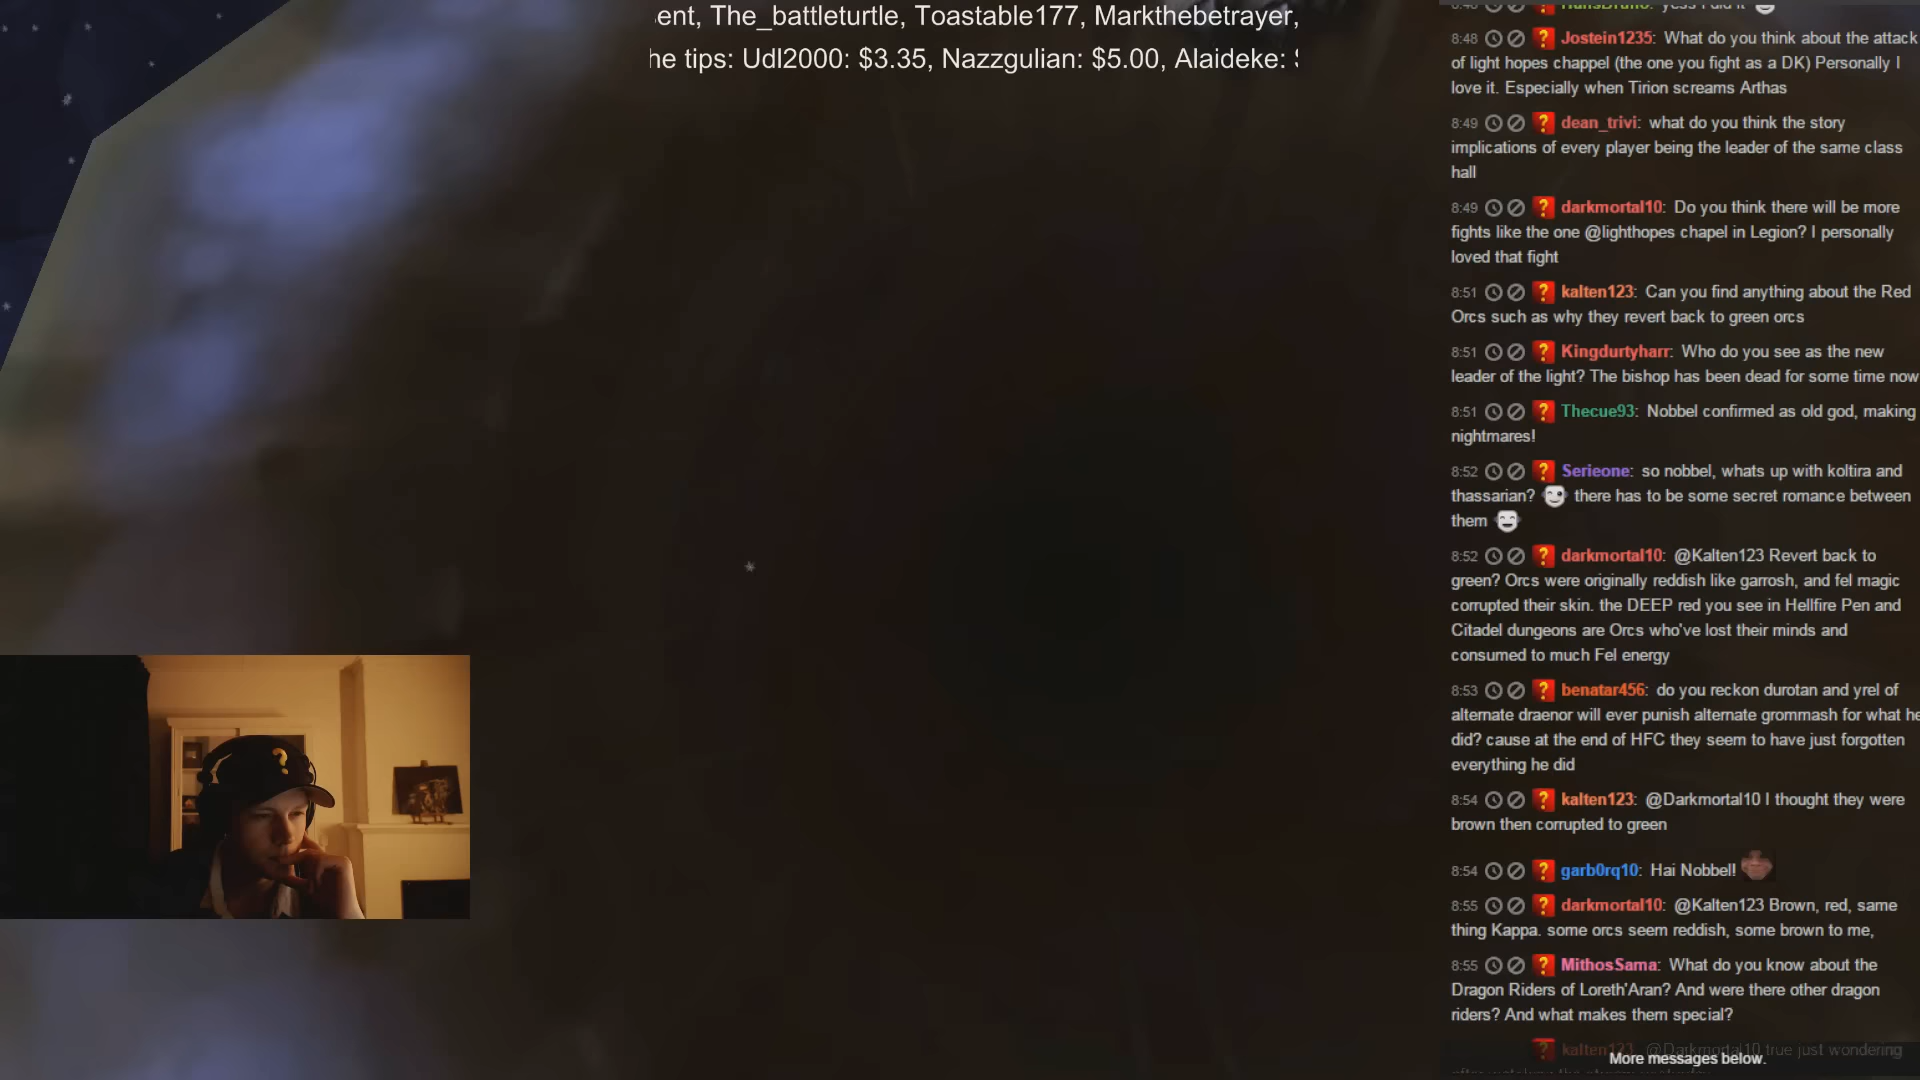 ent, The_battleturtle, Toastable177, Markthebetrayer,
he tips: Udl2000: $3.35, Nazzgulian: $5.00, Alaideke:
8:48 HansBrano: yess i did it
8:48 Jostein1235: What do you think about the attack
of light hopes chappel (the one you fight as a DK) Personally I
love it. Especially when Tirion screams Arthas
8:49 dean_trivi: what do you think the story
implications of every player being the leader of the same class
hall
8:49 darkmortal10: Do you think there will be more
fights like the one @lighthopes chapel in Legion? I personally
loved that fight
8:51 kalten123: Can you find anything about the Red
Orcs such as why they revert back to green orcs
8:51 Kingdurtyharr: Who do you see as the new
leader of the light? The bishop has been dead for some time now
8:51 Thecue93: Nobbel confirmed as old god, making
nightmares!
8:52 Serieone: so nobbel, whats up with koltira and
thassarian? there has to be some secret romance between
them
8:52 darkmortal10: @Kalten123 Revert back to
green? Orcs were originally reddish like garrosh, and fel magic
corrupted their skin. the DEEP red you see in Hellfire Pen and
Citadel dungeons are Orcs who've lost their minds and
consumed to much Fel energy
8:53 benatar456: do you reckon durotan and yrel of
alternate draenor will ever punish alternate grommash for what he
did? cause at the end of HFC they seem to have just forgotten
everything he did
8:54 kalten123: @Darkmortal10 I thought they were
brown then corrupted to green
8:54 garb0rq10: Hai Nobbel!
8:55 darkmortal10: @Kalten123 Brown, red, same
thing Kappa. some orcs seem reddish, some brown to me,
8:55 MithosSama: What do you know about the
Dragon Riders of Loreth'Aran? And were there other dragon
riders? And what makes them special?
kalten123: @Darkmortal10 true just wondering
More messages below.
?